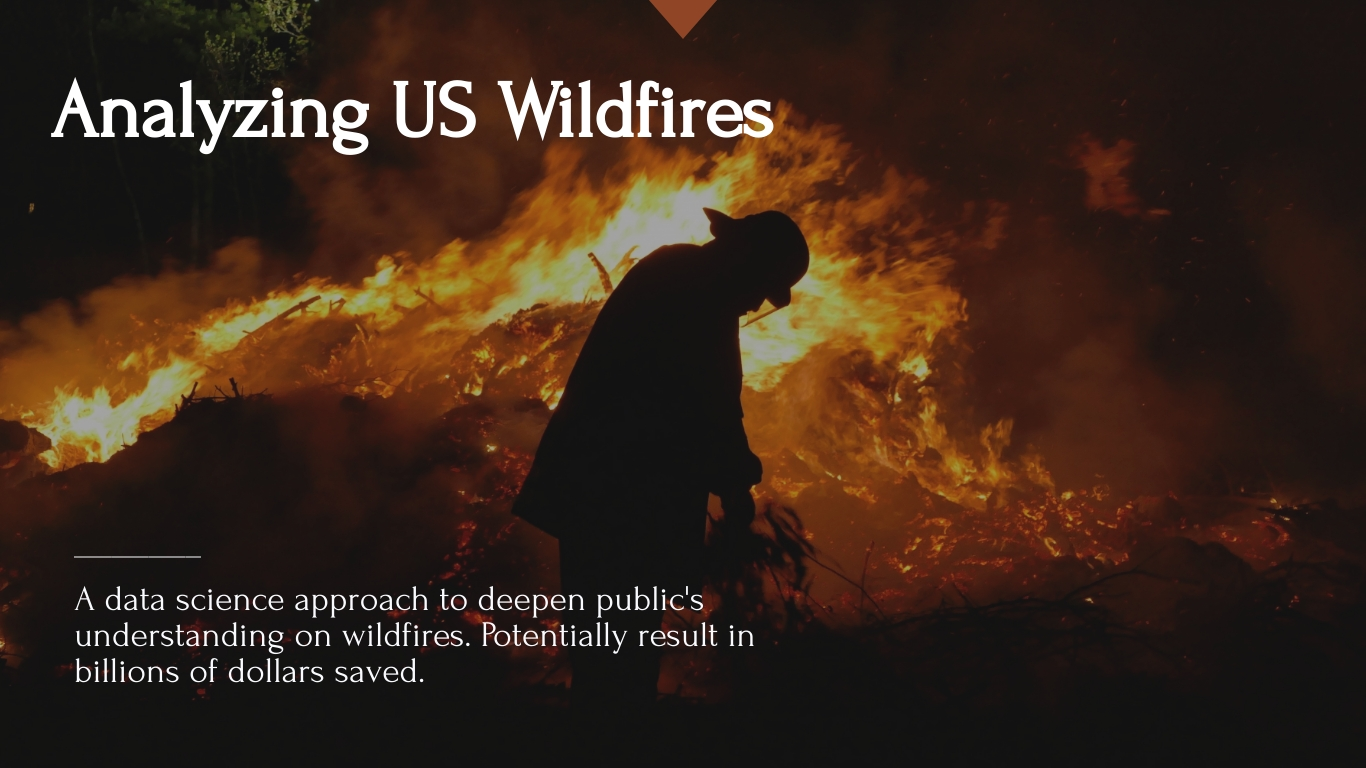 Analyzing US Wildfires
A data science approach to deepen public's
understanding on wildfires. Potentially result in
billions of dollars saved.